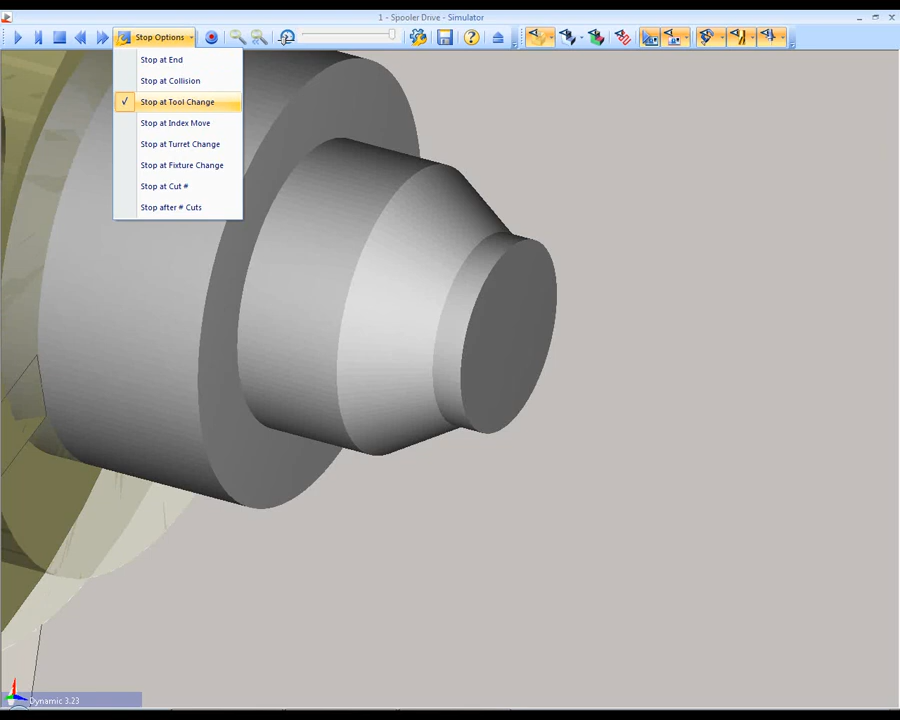 1 - Spooler Drive - Simulator
Stop Options
Stop at End
Stop at Collision
Stop at Tool Change
Stop at Index Move
Stop at Turret Change
Stop at Fixture Change
Stop at Cut #
Stop after # Cuts
Dynamic 3.23